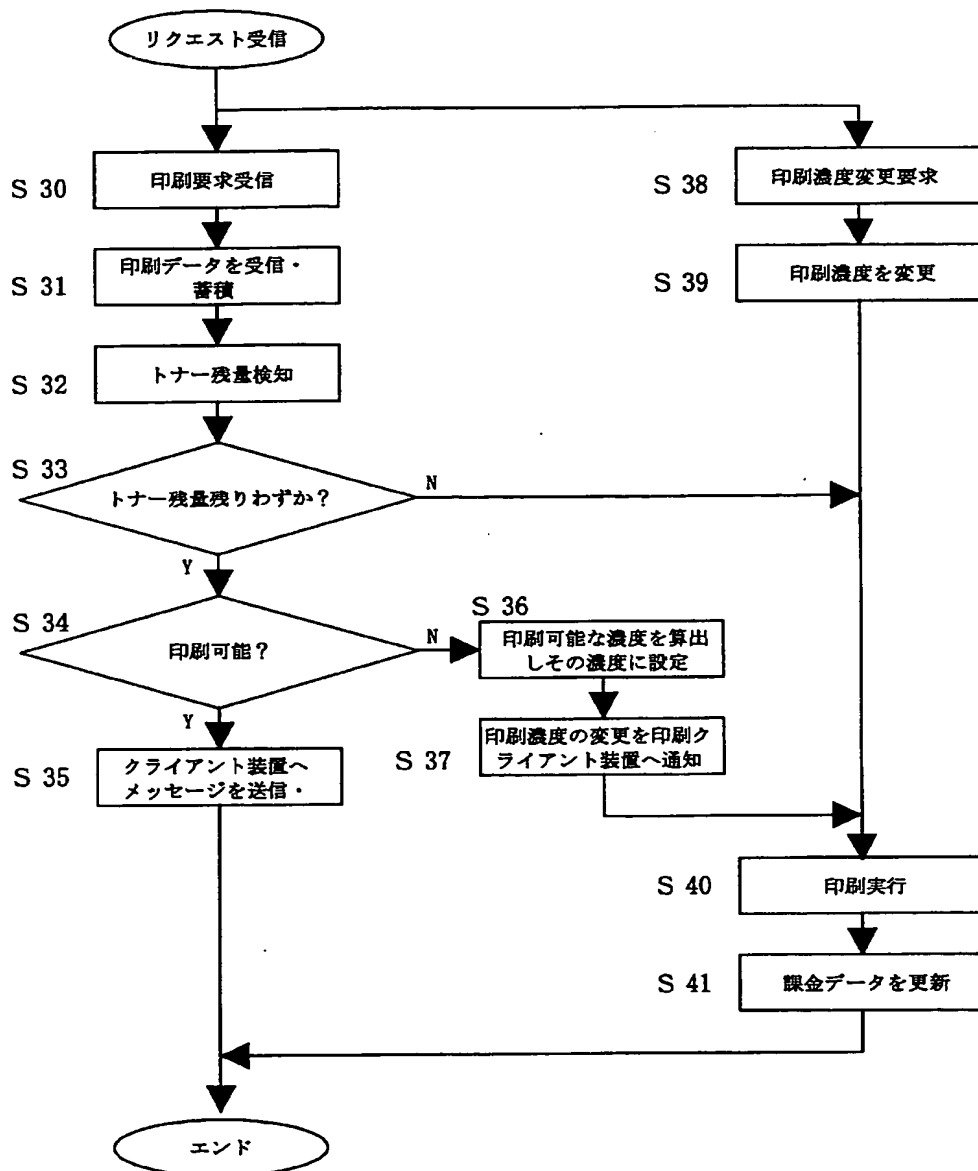 リクエスト受信
S 30
印刷要求受信
S 31
印刷データを受信・
蓄積
S 32
トナー残量検知
S 33
トナー残量残りわずか？
N
Y
S 34
印刷可能？
N
Y
S 35
クライアント装置へ
メッセージを送信・
S 36
印刷可能な濃度を算出
しその濃度に設定
S 37
印刷濃度の変更を印刷ク
ライアント装置へ通知
S 38
印刷濃度変更要求
S 39
印刷濃度を変更
S 40
印刷実行
S 41
課金データを更新
エンド